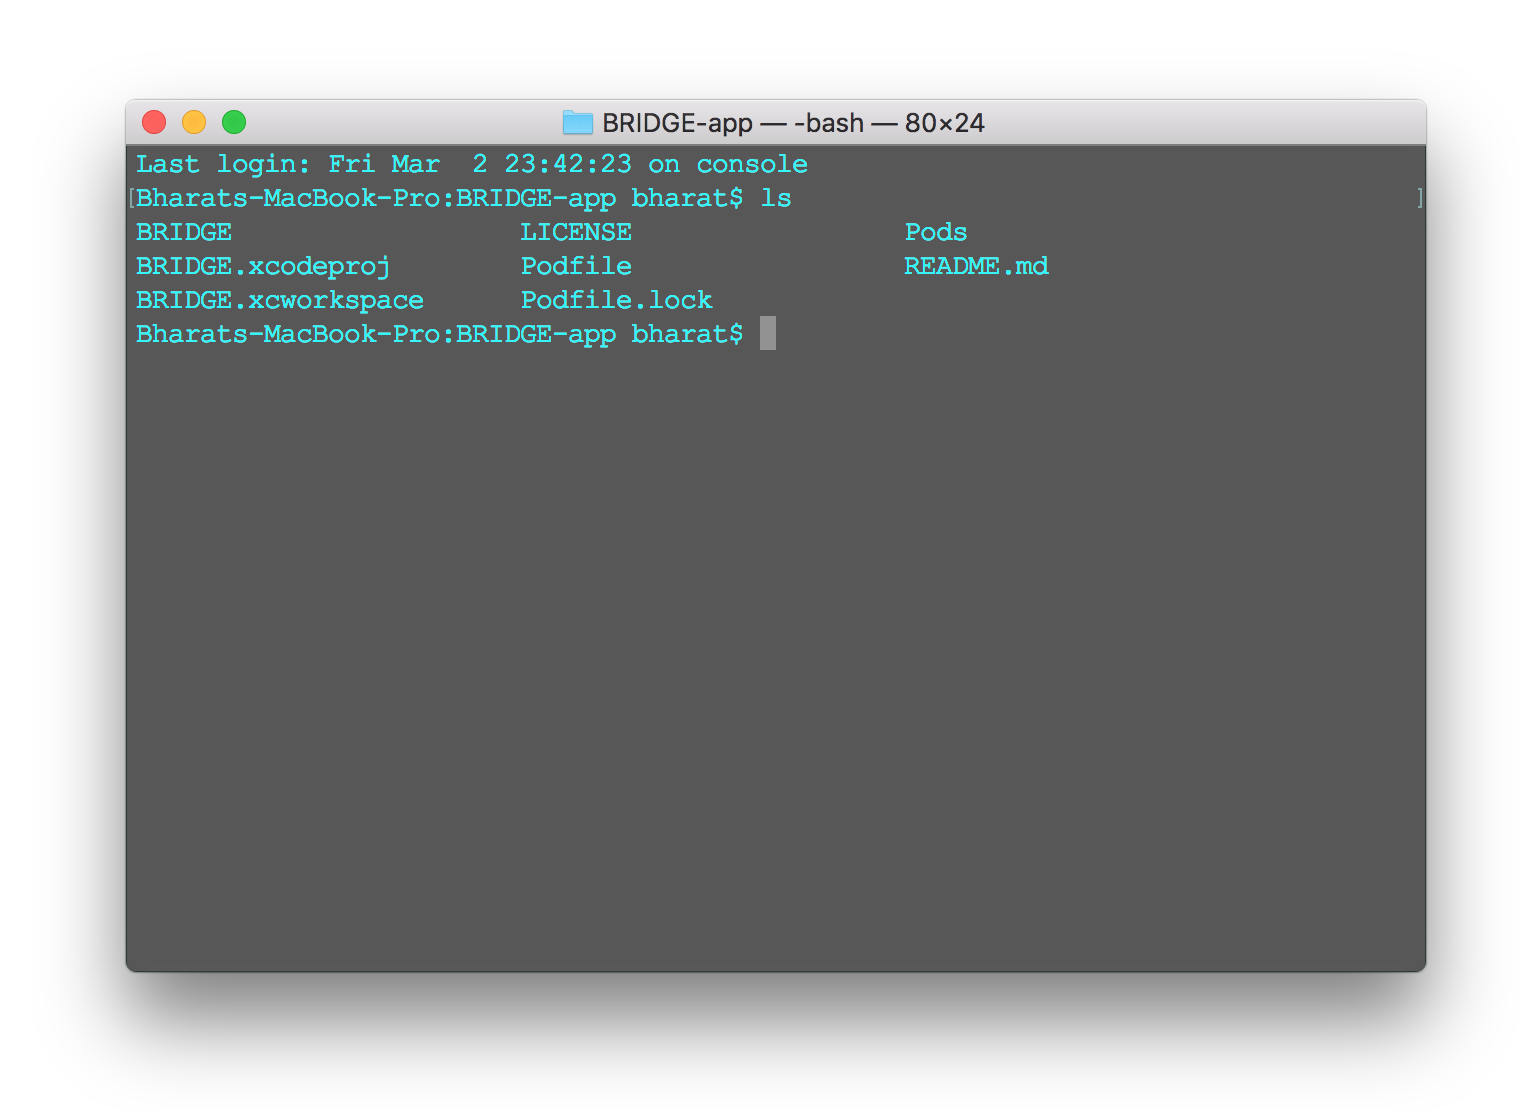 BRIDGE-app — -bash — 80×24
Last login: Fri Mar  2 23:42:23 on console
[Bharats-MacBook-Pro:BRIDGE-app bharat$ ls ]
BRIDGE                  LICENSE                 Pods
BRIDGE.xcodeproj        Podfile                 README.md
BRIDGE.xcworkspace      Podfile.lock
Bharats-MacBook-Pro:BRIDGE-app bharat$